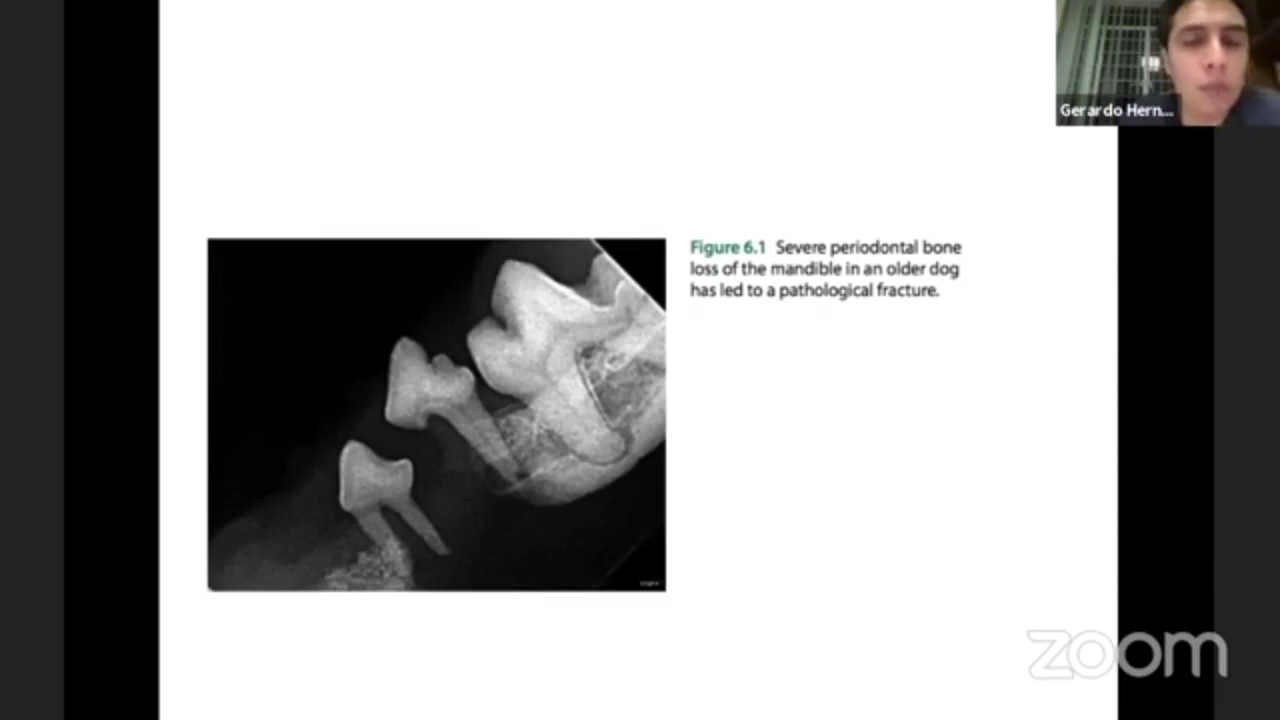 Gerardo Hern...
Figure 6.1 Severe periodontal bone
loss of the mandible in an older dog
has led to a pathological fracture.
zoom